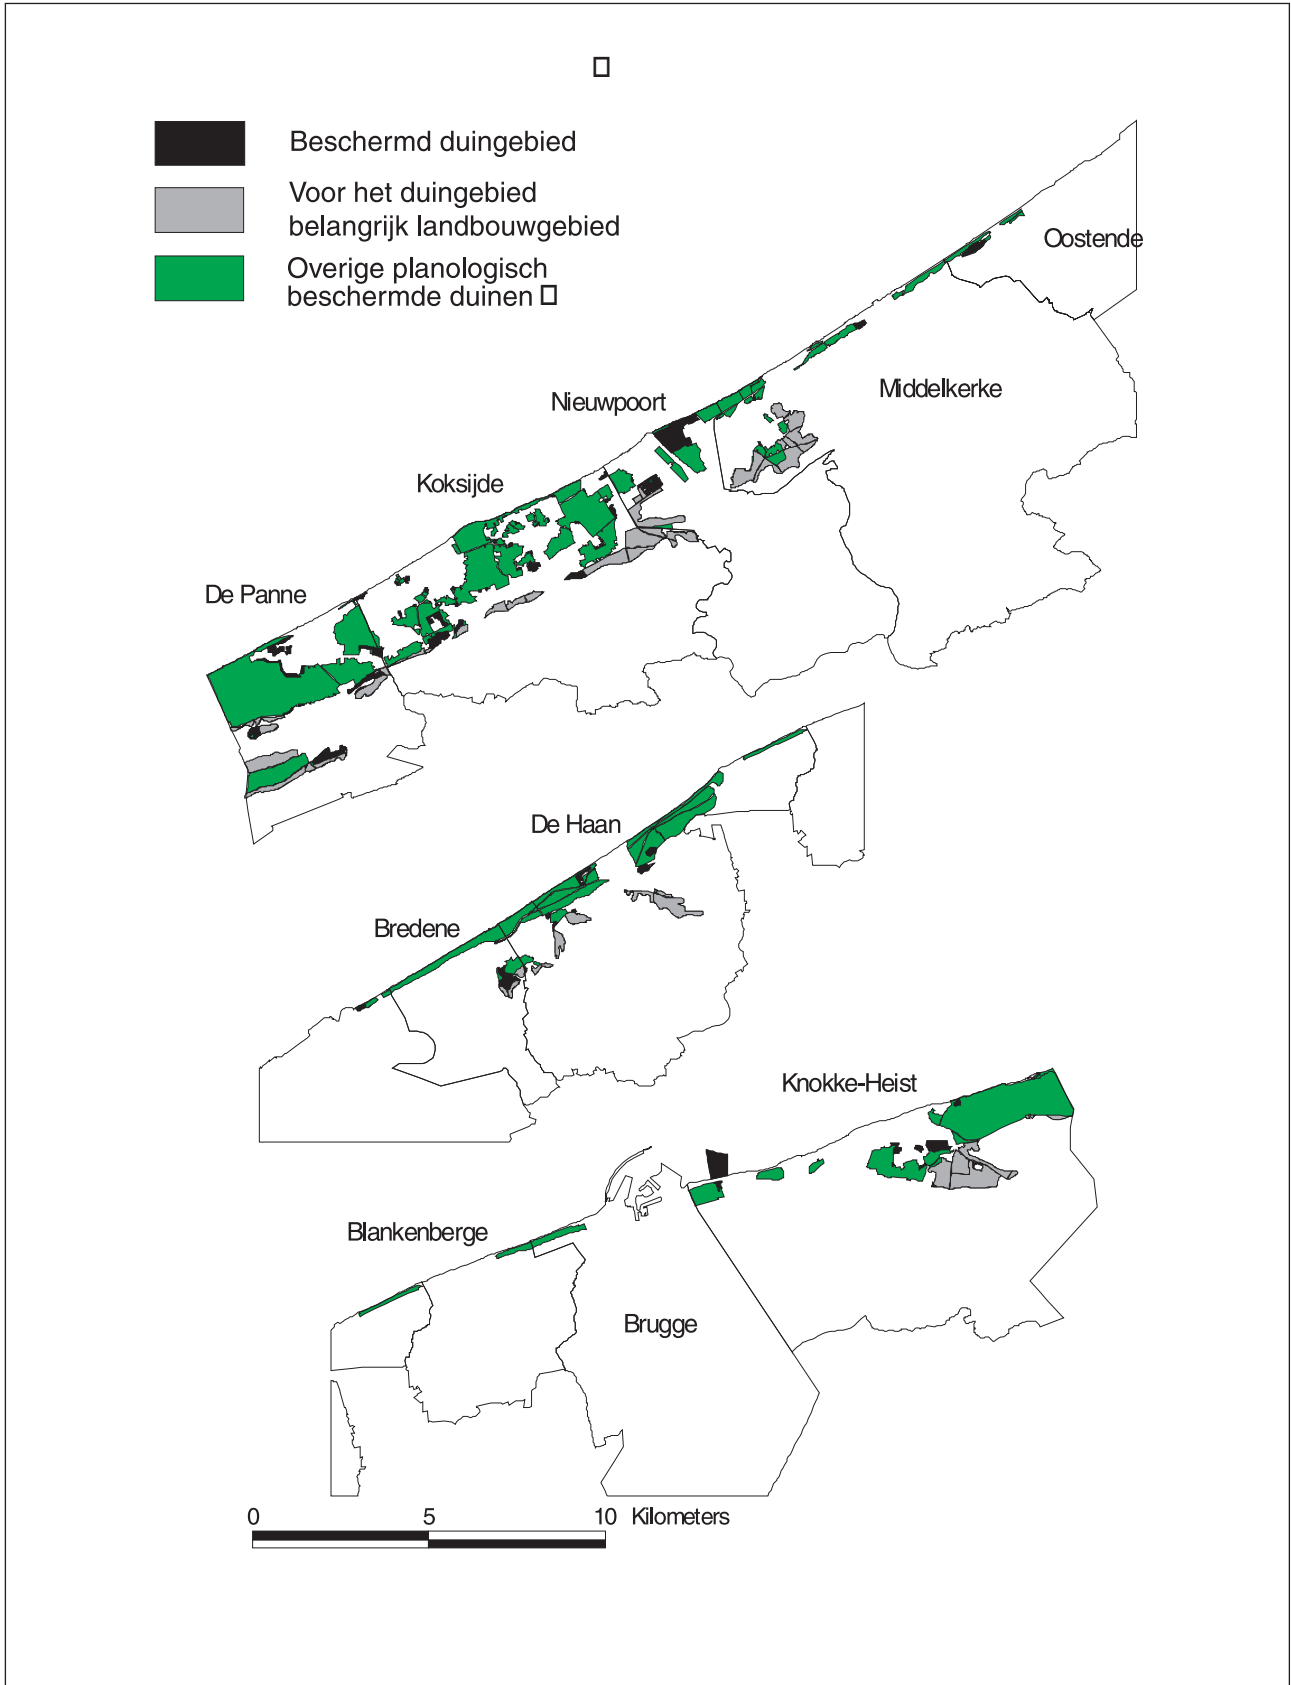 Beschermd duingebied
Voor het duingebied
belangrijk landbouwgebied
Overige planologisch
beschermde duinen
Oostende
Middelkerke
Nieuwpoort
Koksijde
De Panne
De Haan
Bredene
Knokke-Heist
Blankenberge
Brugge
0 5 10 Kilometers